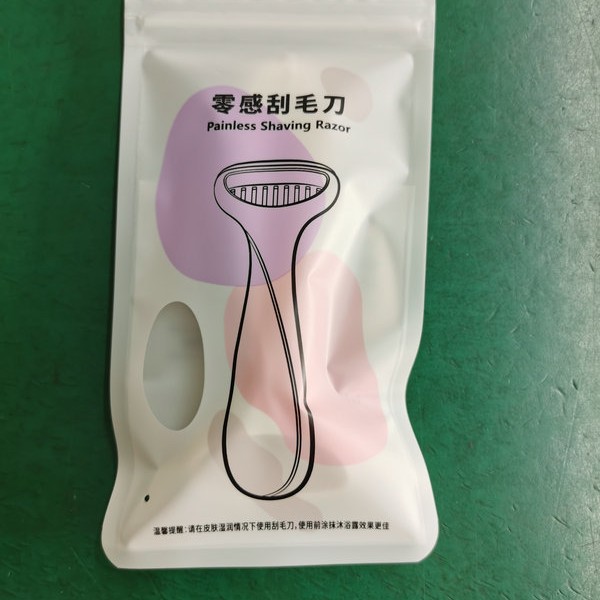 零感刮毛刀
Painless Shaving Razor
温馨提醒:请在皮肤湿润情况下使用刮毛刀,使用前涂抹沐浴露效果更佳